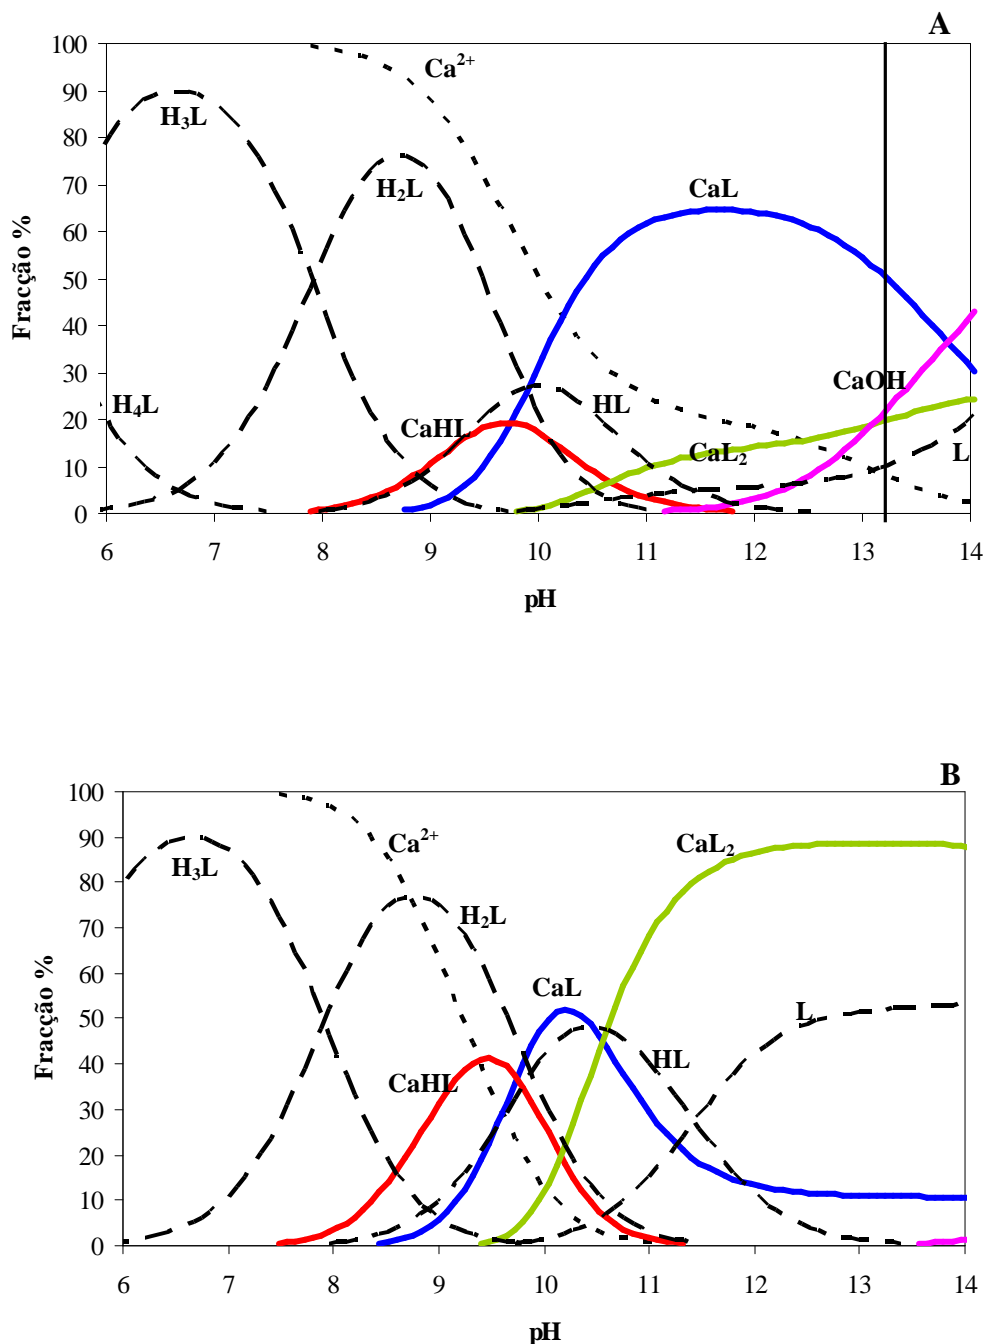 A
100
90
80
70
60
50
40
30
20
10
0
Fracção %
Ca²⁺
H₃L
H₂L
CaL
H₄L
CaHL
HL
CaOH
CaL₂
L
6 7 8 9 10 11 12 13 14
pH
B
100
90
80
70
60
50
40
30
20
10
0
Fracção %
Ca²⁺
CaL₂
H₃L
H₂L
CaL
L
HL
CaHL
6 7 8 9 10 11 12 13 14
pH